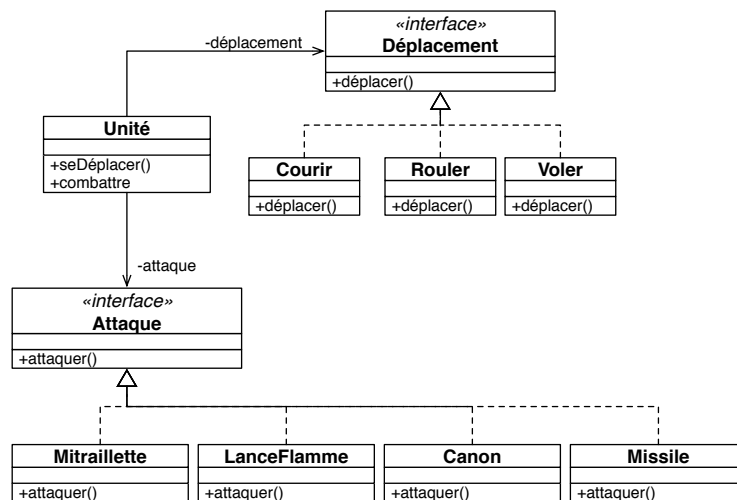 «interface»
Déplacement
+déplacer()
-déplacement
Unité
+seDéplacer()
+combattre
Courir
+déplacer()
Rouler
+déplacer()
Voler
+déplacer()
-attaque
«interface»
Attaque
+attaquer()
Mitraillette
+attaquer()
LanceFlamme
+attaquer()
Canon
+attaquer()
Missile
+attaquer()